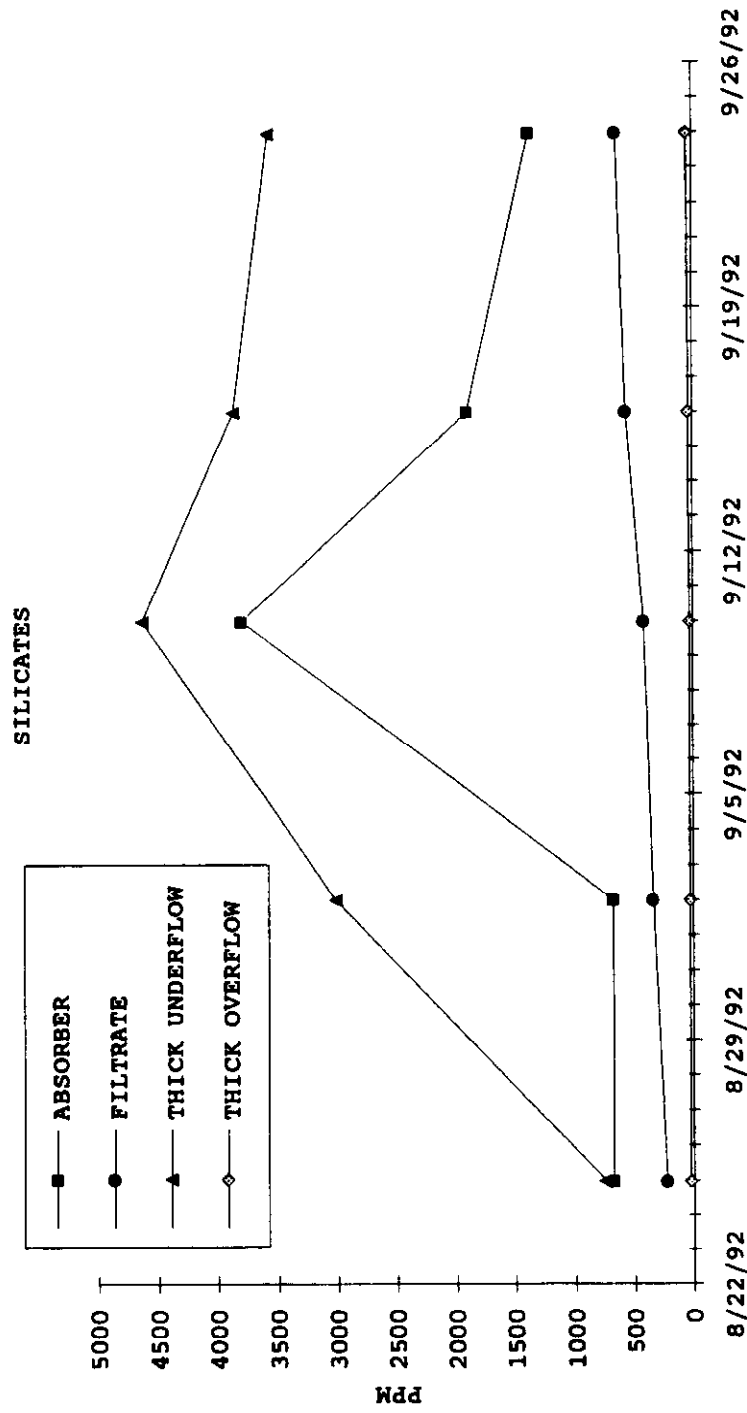 SILICATES
ABSORBER
FILTRATE
THICK UNDERFLOW
THICK OVERFLOW
PPM
5000
4500
4000
3500
3000
2500
2000
1500
1000
500
0
8/22/92
8/29/92
9/5/92
9/12/92
9/19/92
9/26/92